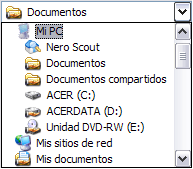 Documentos
Mi PC
Nero Scout
Documentos
Documentos compartidos
ACER (C:)
ACERDATA (D:)
Unidad DVD-RW (E:)
Mis sitios de red
Mis documentos